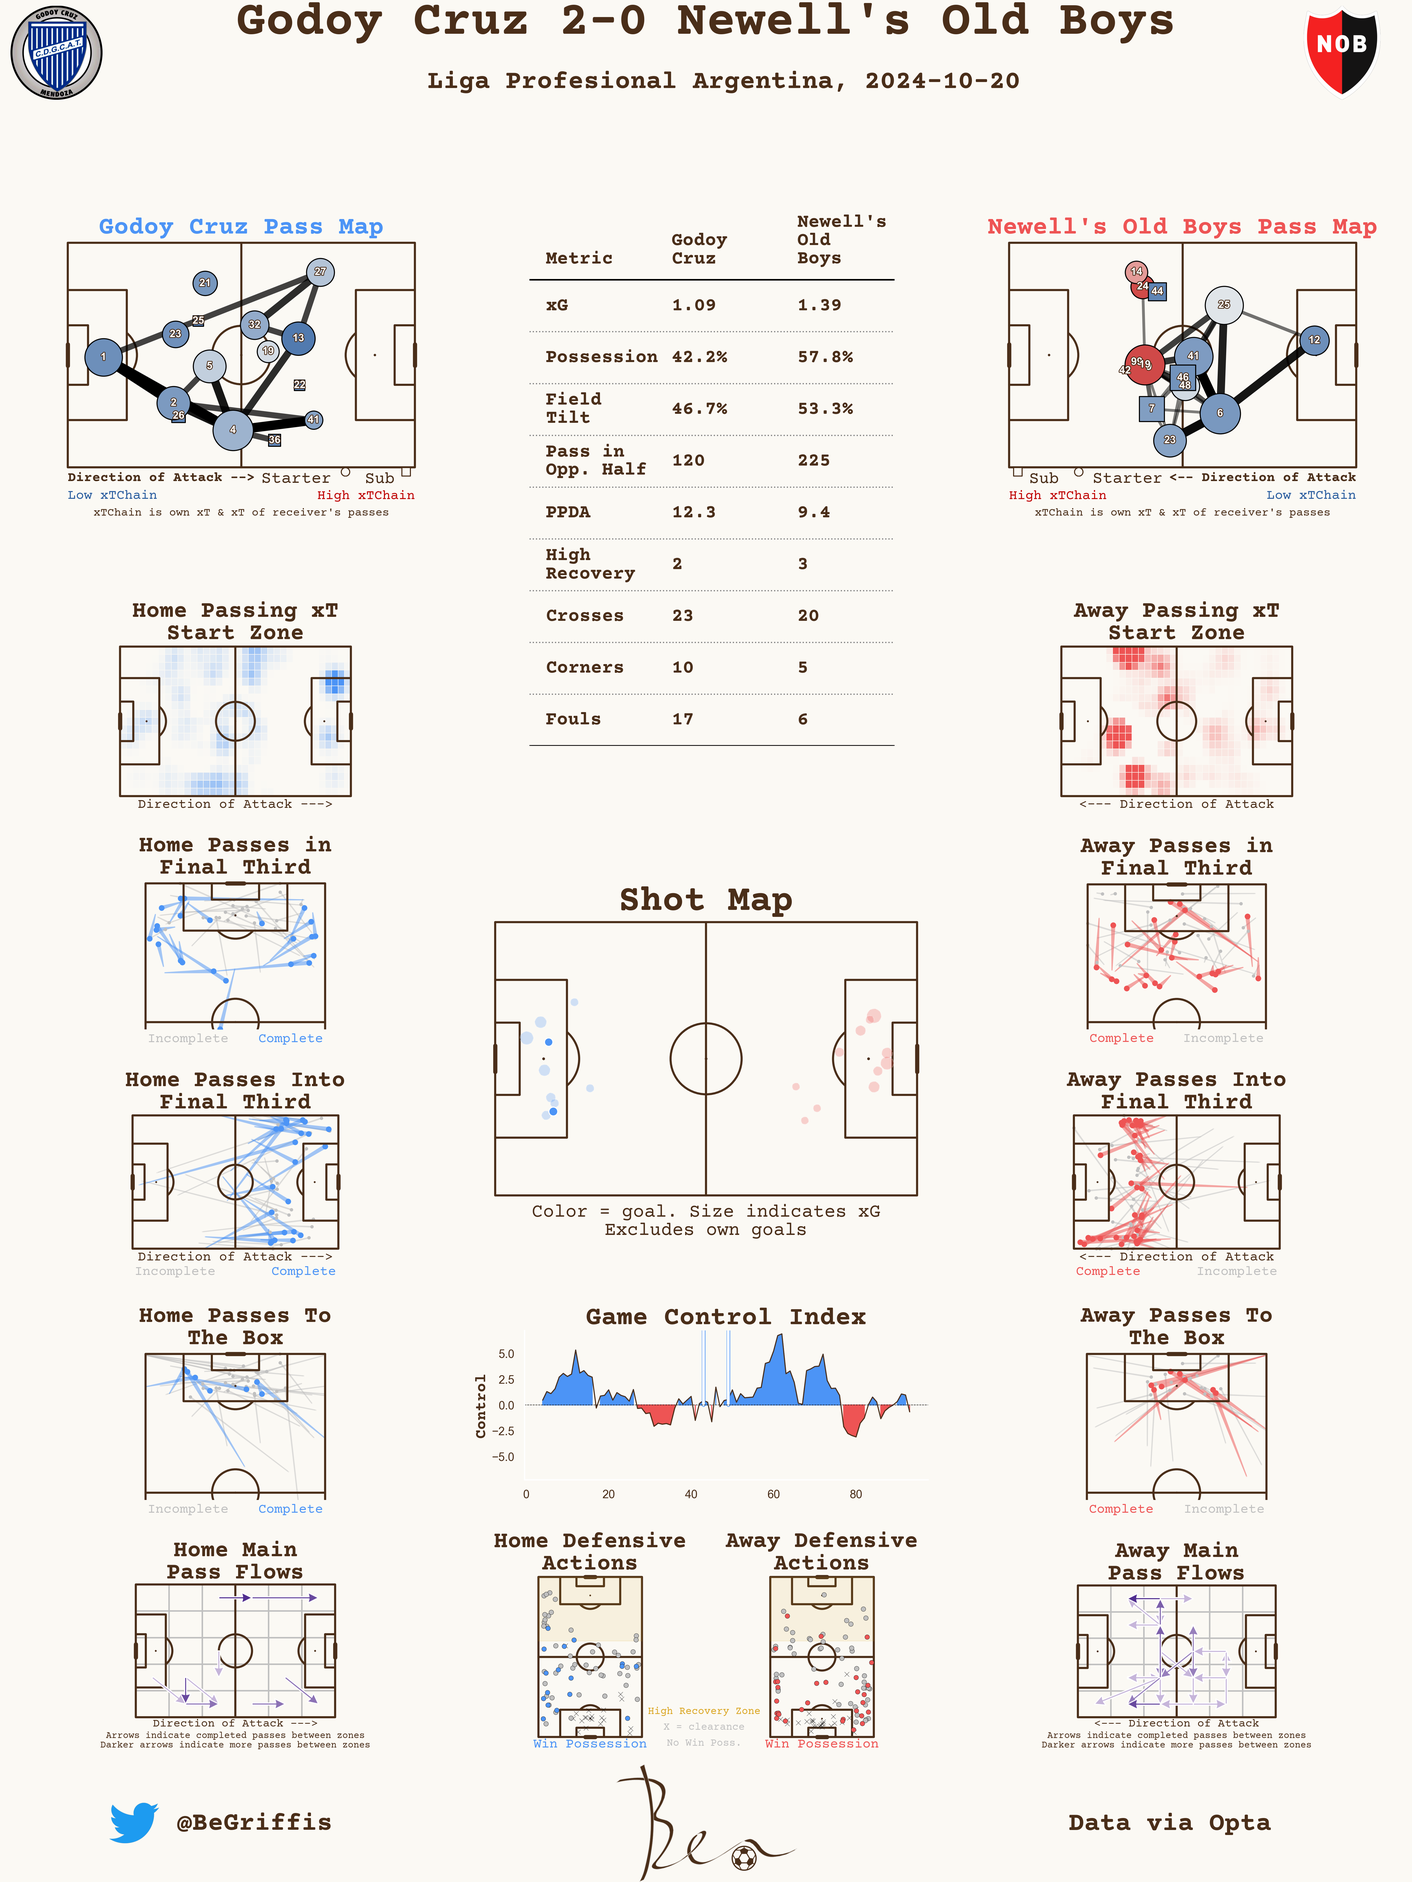 Godoy Cruz 2-0 Newell's Old Boys
Liga Profesional Argentina, 2024-10-20
GODOY CRUZ
C.D.G.C.A.T.
MENDOZA
NOB
Godoy Cruz Pass Map
21
27
25
23
32
13
1
19
5
22
2
26
4
41
36
Direction of Attack --> Starter Sub
Low xTChain High xTChain
xTChain is own xT & xT of receiver's passes
Metric Godoy Cruz Newell's Old Boys
xG 1.09 1.39
Possession 42.2% 57.8%
Field Tilt 46.7% 53.3%
Pass in Opp. Half 120 225
PPDA 12.3 9.4
High Recovery 2 3
Crosses 23 20
Corners 10 5
Fouls 17 6
Newell's Old Boys Pass Map
14
24
44
25
12
41
99
19
42
46
48
7
6
23
Sub Starter <-- Direction of Attack
High xTChain Low xTChain
xTChain is own xT & xT of receiver's passes
Home Passing xT
Start Zone
Direction of Attack --->
Away Passing xT
Start Zone
<--- Direction of Attack
Home Passes in
Final Third
Incomplete Complete
Away Passes in
Final Third
Complete Incomplete
Shot Map
Color = goal. Size indicates xG
Excludes own goals
Home Passes Into
Final Third
Direction of Attack --->
Incomplete Complete
Away Passes Into
Final Third
<--- Direction of Attack
Complete Incomplete
Home Passes To
The Box
Incomplete Complete
Game Control Index
Control
5.0
2.5
0.0
−2.5
−5.0
0 20 40 60 80
Away Passes To
The Box
Complete Incomplete
Home Main
Pass Flows
Direction of Attack --->
Arrows indicate completed passes between zones
Darker arrows indicate more passes between zones
Home Defensive
Actions
Win Possession
High Recovery Zone
X = clearance
No Win Poss.
Away Defensive
Actions
Win Possession
Away Main
Pass Flows
<--- Direction of Attack
Arrows indicate completed passes between zones
Darker arrows indicate more passes between zones
@BeGriffis
Ben
Data via Opta